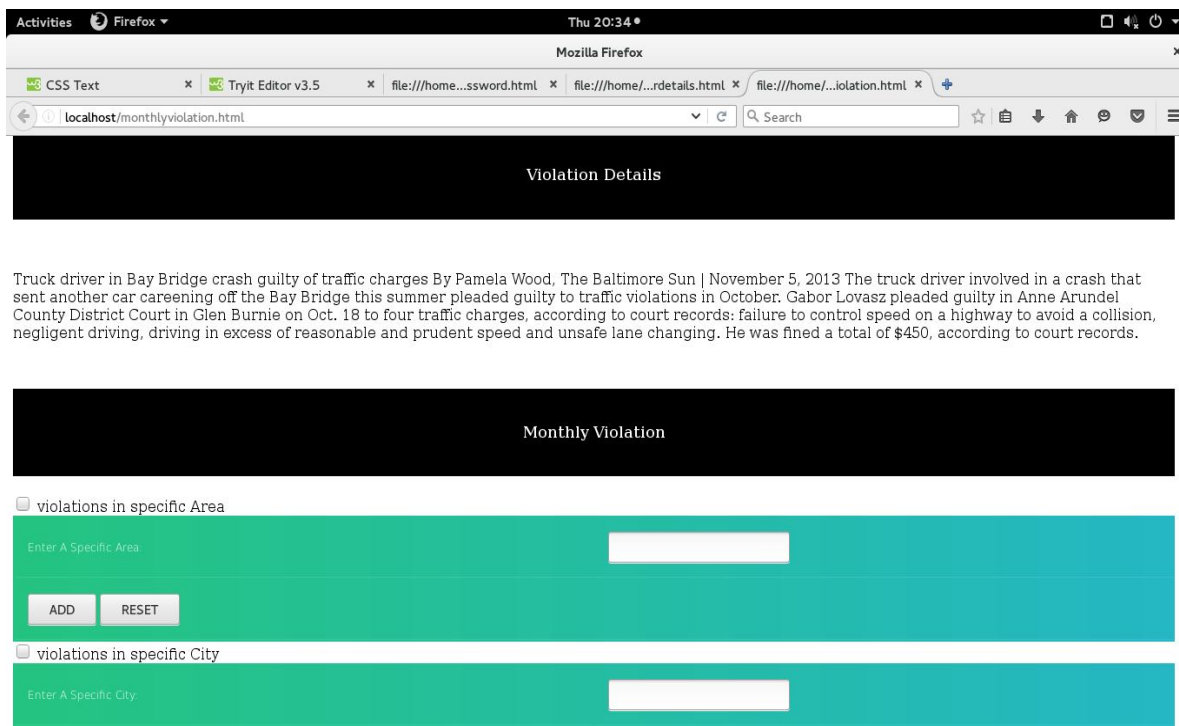 Activities Firefox Thu 20:34
Mozilla Firefox
CSS Text Tryit Editor v3.5 file:///home...ssword.html file:///home/...rdetails.html file:///home/...iolation.html
localhost/monthlyviolation.html Search
Violation Details
Truck driver in Bay Bridge crash guilty of traffic charges By Pamela Wood, The Baltimore Sun | November 5, 2013 The truck driver involved in a crash that
sent another car careening off the Bay Bridge this summer pleaded guilty to traffic violations in October. Gabor Lovasz pleaded guilty in Anne Arundel
County District Court in Glen Burnie on Oct. 18 to four traffic charges, according to court records: failure to control speed on a highway to avoid a collision,
negligent driving, driving in excess of reasonable and prudent speed and unsafe lane changing. He was fined a total of $450, according to court records.
Monthly Violation
violations in specific Area
Enter A Specific Area:
ADD RESET
violations in specific City
Enter A Specific City: